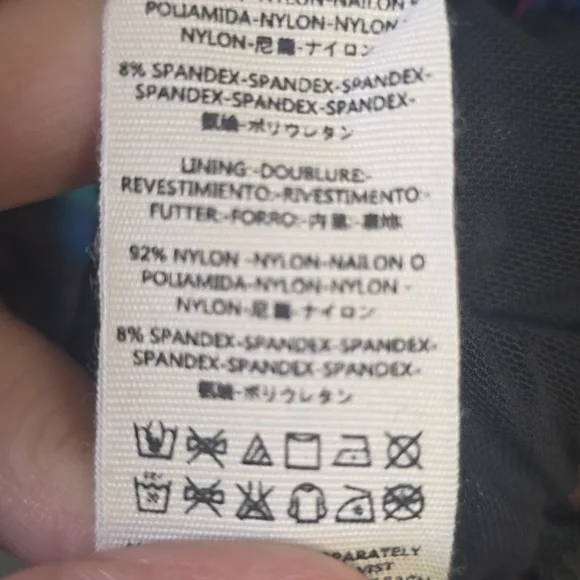 POLIAMIDA-NYLON-NYLON-
NYLON-尼龍-ナイロン
8% SPANDEX-SPANDEX-SPANDEX-
SPANDEX-SPANDEX-SPANDEX-
氨綸-ポリウレタン
LINING:-DOUBLURE:-
REVESTIMIENTO:-RIVESTIMENTO:-
FUTTER:-FORRO:-内里:-裏地
92% NYLON -NYLON-NAILON O
POLIAMIDA-NYLON-NYLON -
NYLON-尼龍-ナイロン
8% SPANDEX-SPANDEX-SPANDEX-
SPANDEX-SPANDEX-SPANDEX-
氨綸-ポリウレタン